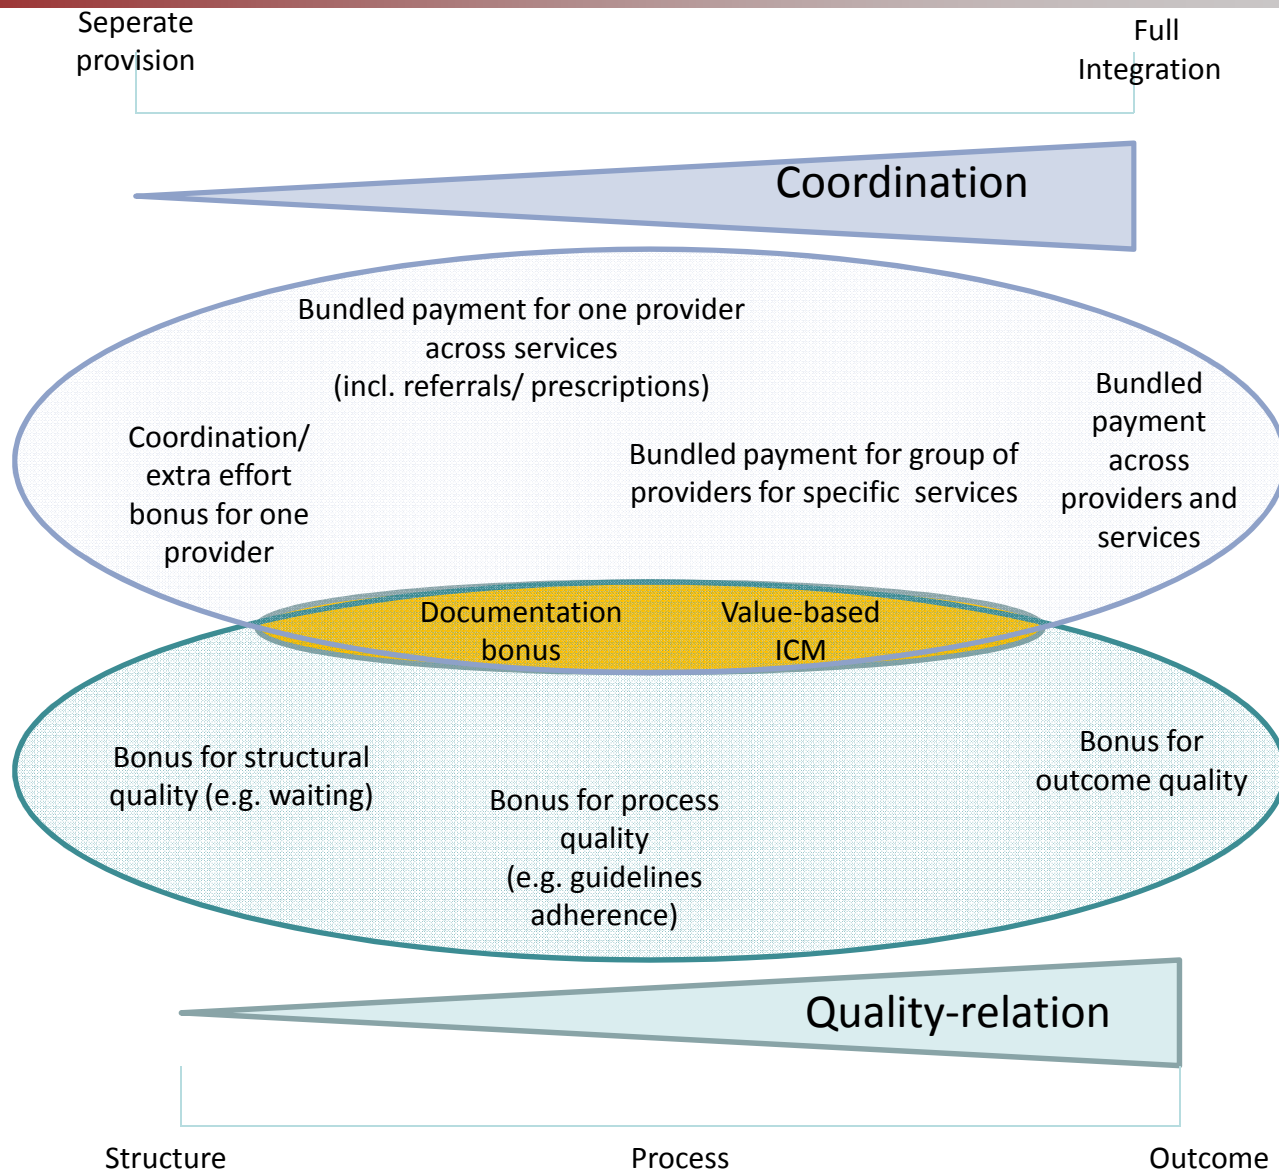 Seperate
provision
Full
Integration
Coordination
Bundled payment for one provider
across services
(incl. referrals/ prescriptions)
Coordination/
extra effort
bonus for one
provider
Bundled payment for group of
providers for specific services
Bundled
payment
across
providers and
services
Documentation
bonus
Value-based
ICM
Bonus for structural
quality (e.g. waiting)
Bonus for process
quality
(e.g. guidelines
adherence)
Bonus for
outcome quality
Quality-relation
Structure
Process
Outcome